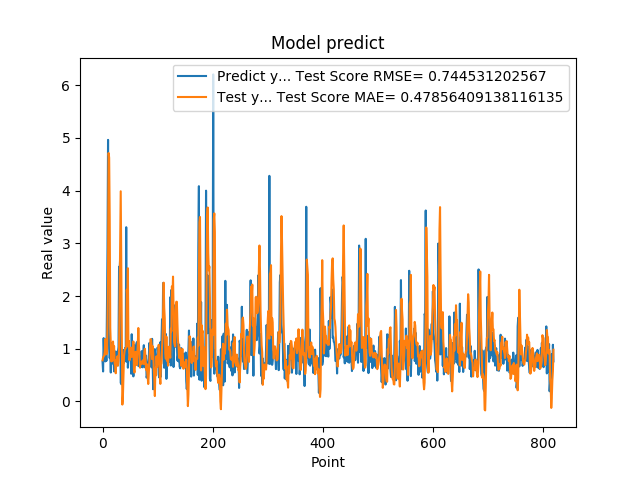 Model predict
Predict y... Test Score RMSE= 0.744531202567
Test y... Test Score MAE= 0.47856409138116135
Real value
6
5
4
3
2
1
0
0 200 400 600 800
Point